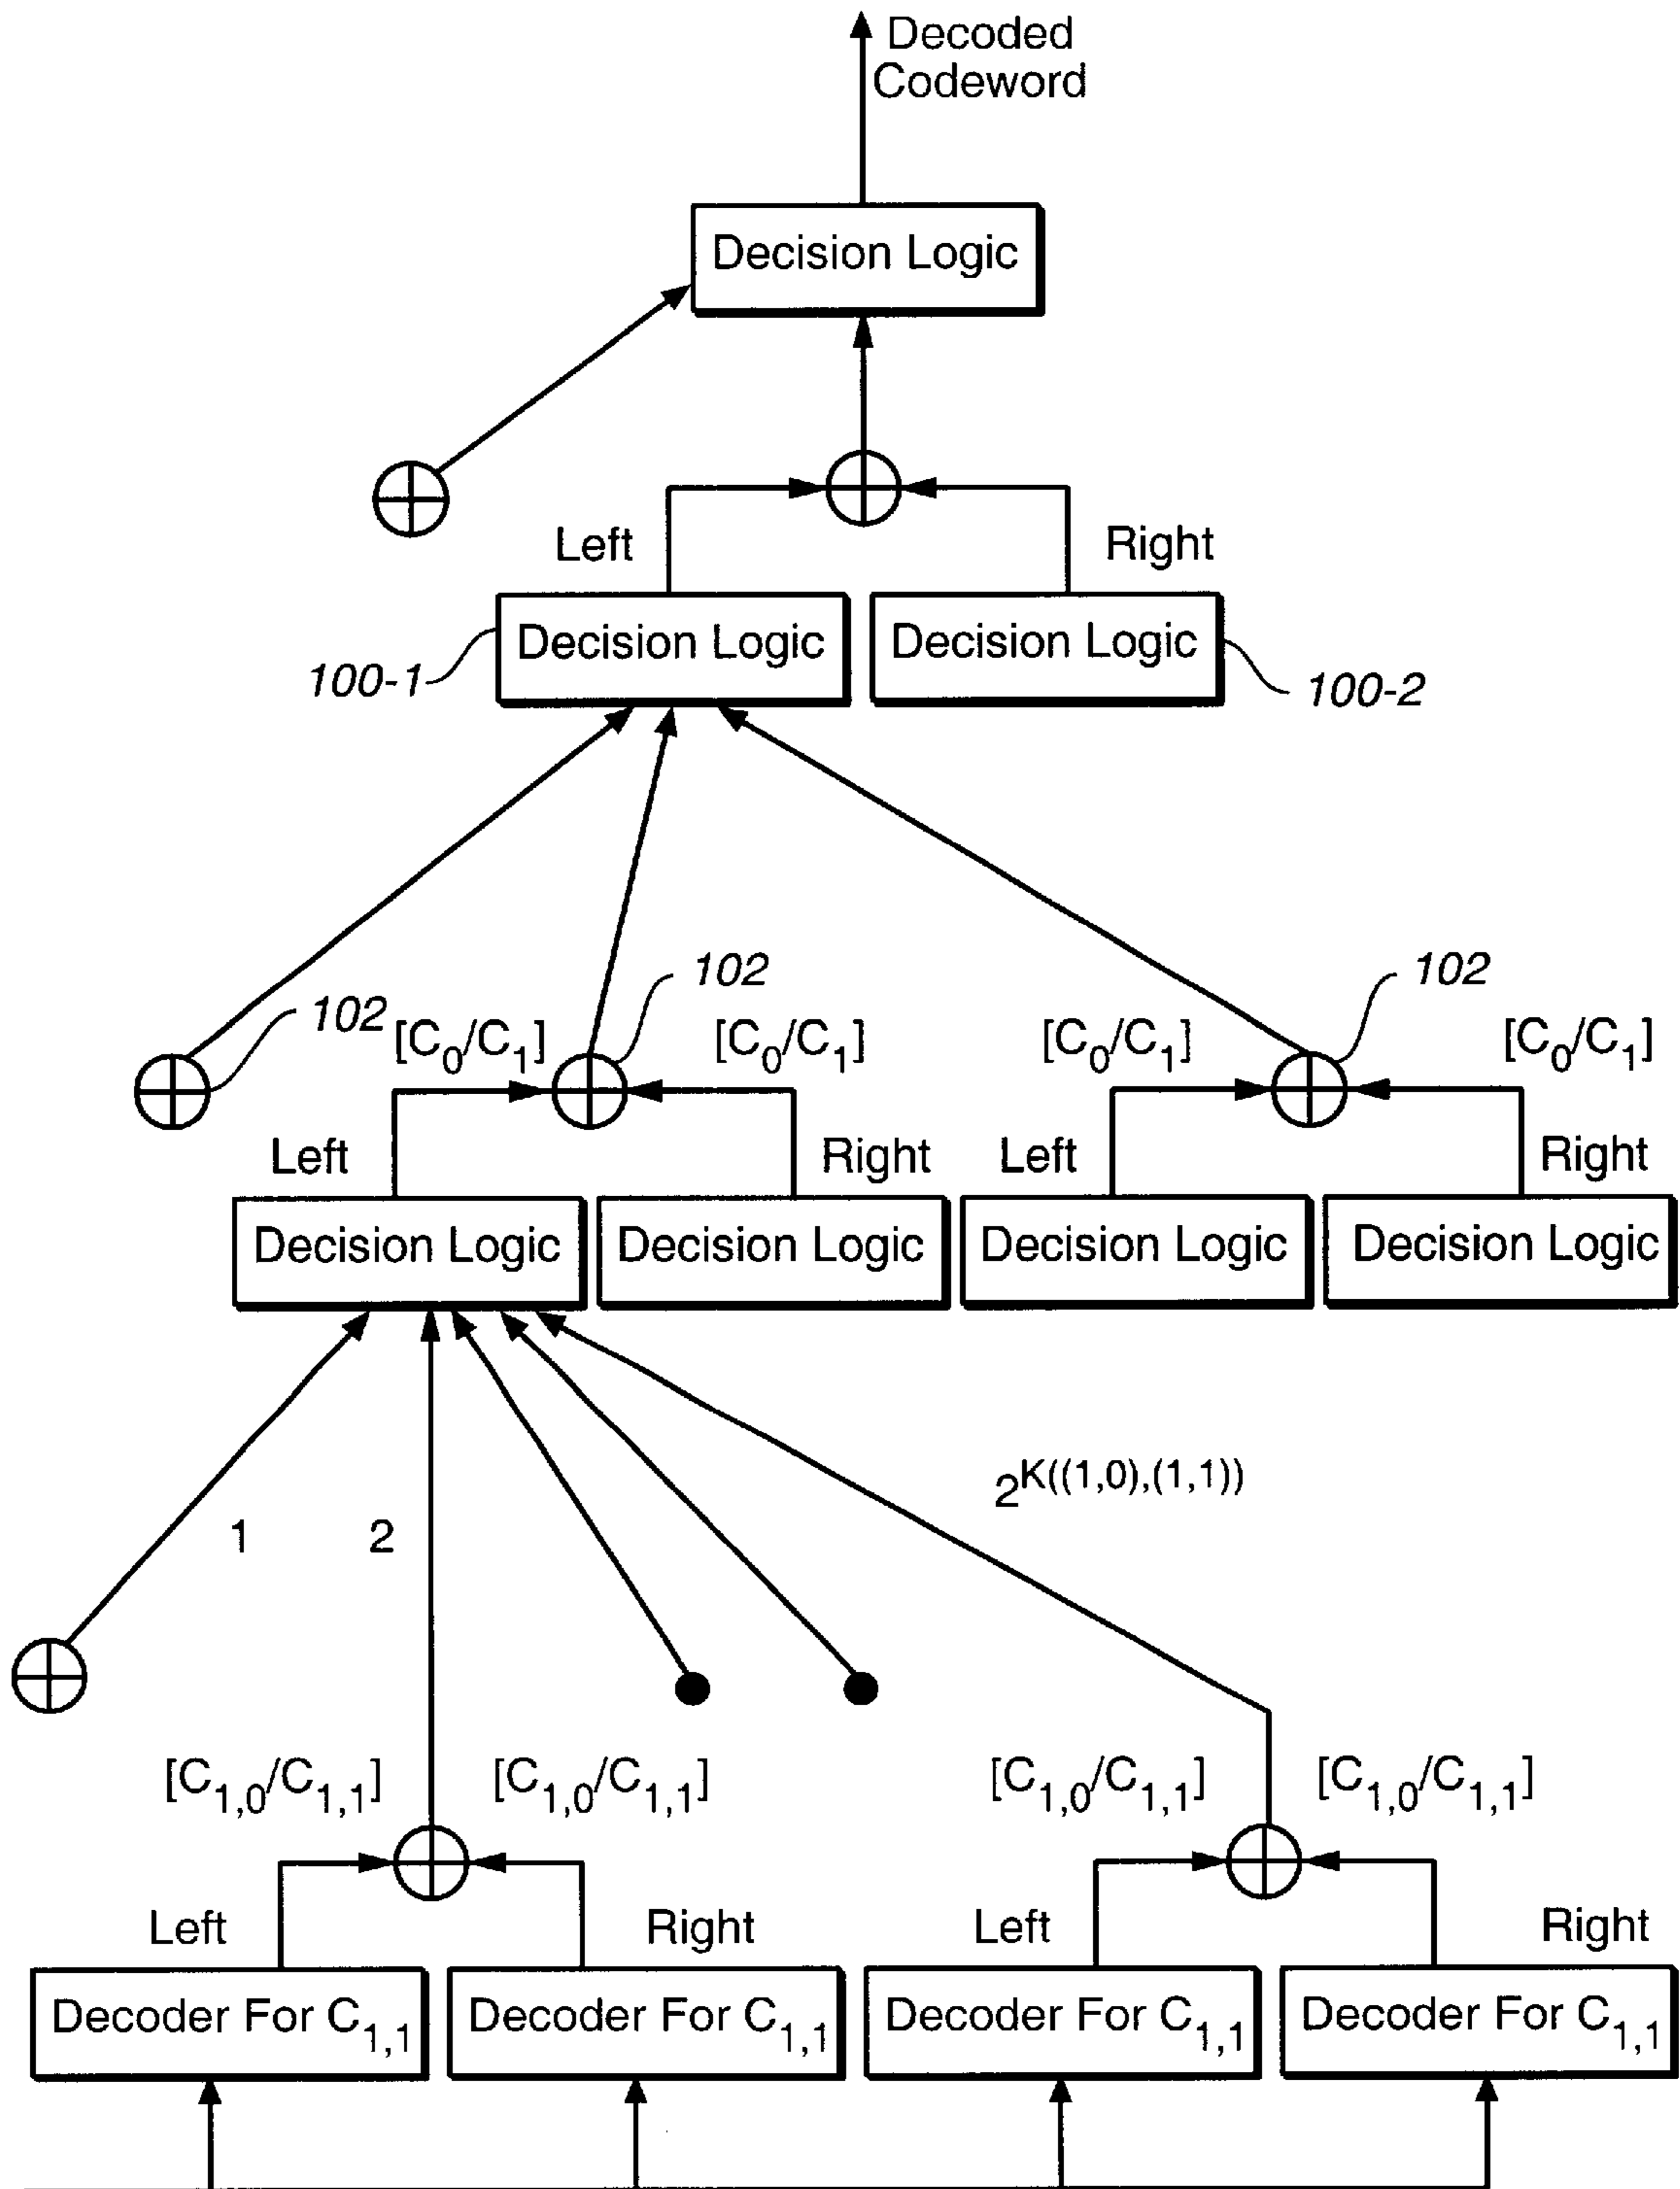 Decoded
Codeword
Decision Logic
Left
Right
Decision Logic
Decision Logic
100-1
100-2
102
102
102
[C₀/C₁]
[C₀/C₁]
[C₀/C₁]
[C₀/C₁]
Left
Right
Left
Right
Decision Logic
Decision Logic
Decision Logic
Decision Logic
1
2
2^K((1,0),(1,1))
[C₁,₀/C₁,₁]
[C₁,₀/C₁,₁]
[C₁,₀/C₁,₁]
[C₁,₀/C₁,₁]
Left
Right
Left
Right
Decoder For C₁,₁
Decoder For C₁,₁
Decoder For C₁,₁
Decoder For C₁,₁